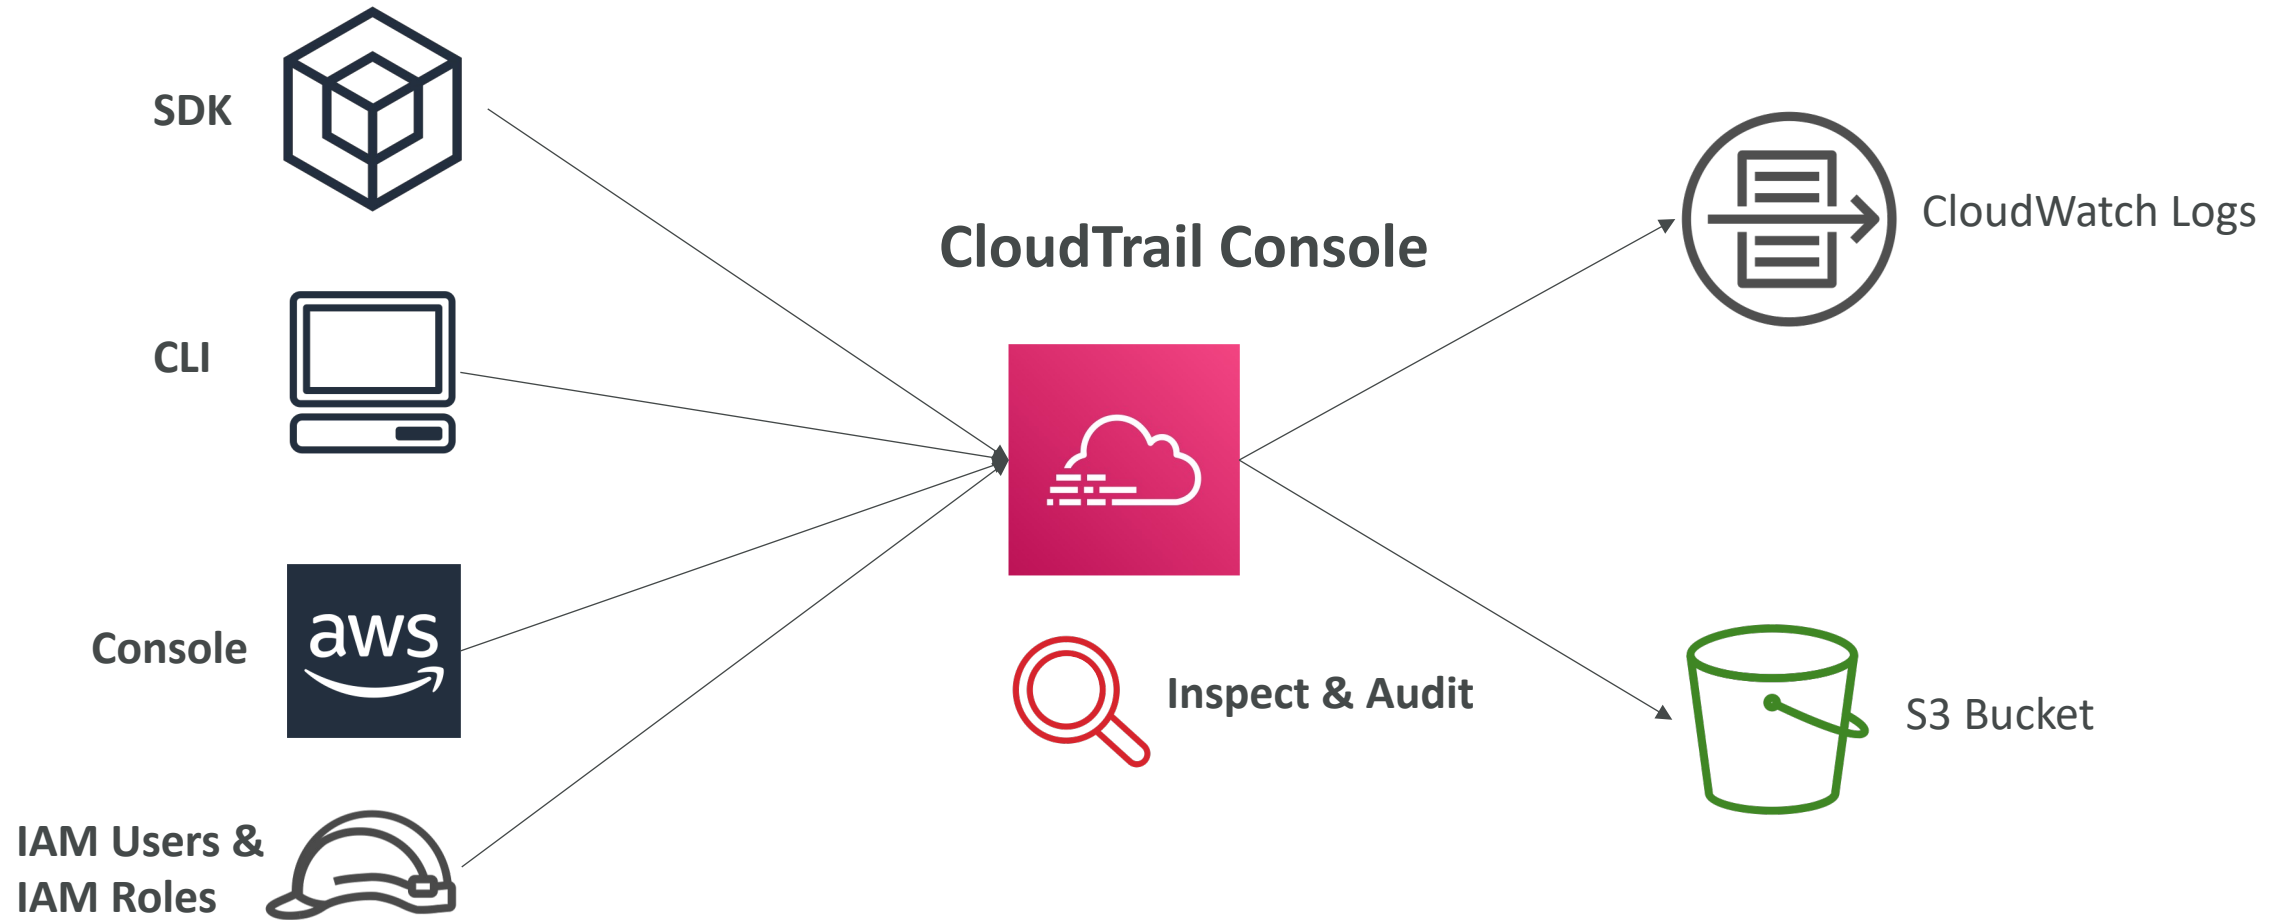 SDK
CLI
Console
aws
IAM Users &
IAM Roles
CloudTrail Console
Inspect & Audit
CloudWatch Logs
S3 Bucket